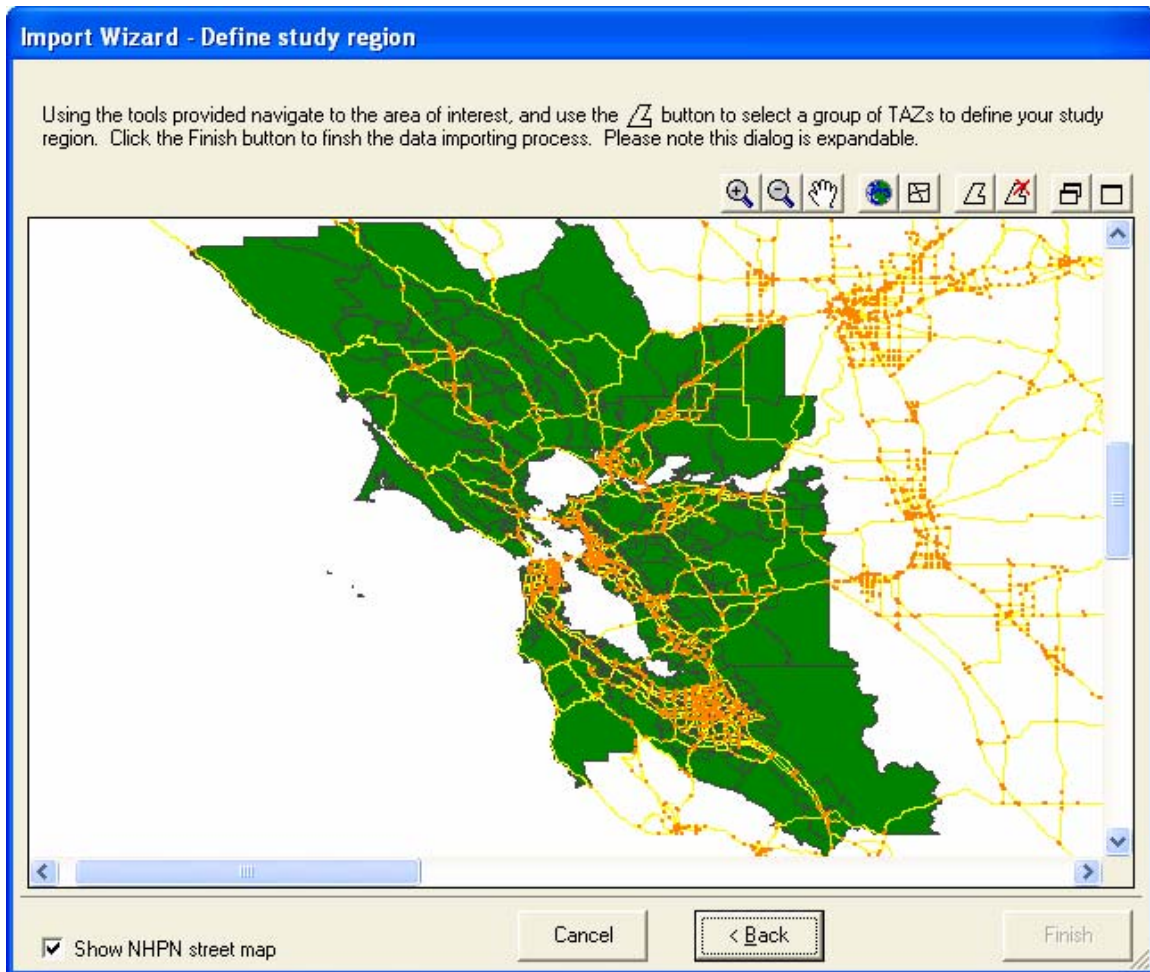 Import Wizard - Define study region
Using the tools provided navigate to the area of interest, and use the button to select a group of TAZs to define your study
region. Click the Finish button to finsh the data importing process. Please note this dialog is expandable.
Show NHPN street map
Cancel
< Back
Finish